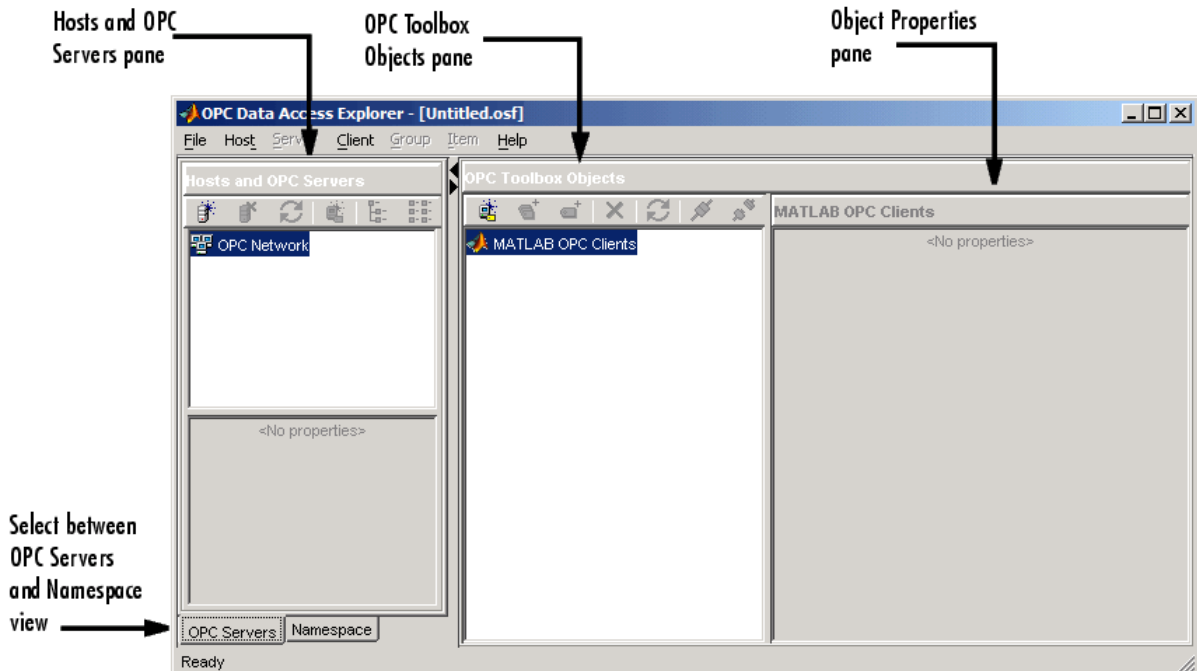 Hosts and OPC
Servers pane
OPC Toolbox
Objects pane
Object Properties
pane
OPC Data Access Explorer - [Untitled.osf]
File Host Serv Client Group Item Help
Hosts and OPC Servers
OPC Toolbox Objects
MATLAB OPC Clients
OPC Network
MATLAB OPC Clients
<No properties>
<No properties>
Select between
OPC Servers
and Namespace
view
OPC Servers Namespace
Ready